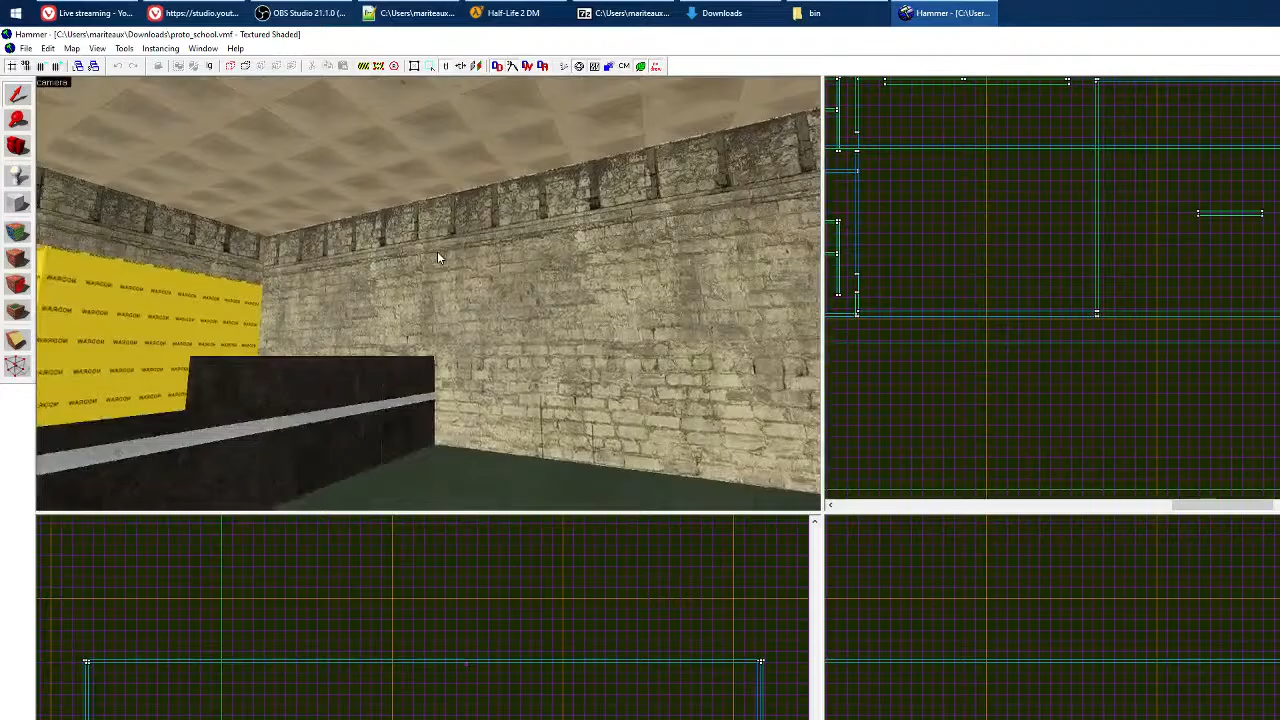 Live streaming - Yo...
https://studio.yout...
OBS Studio 21.1.0 (...
C:\Users\mariteaux...
Half-Life 2 DM
C:\Users\mariteaux...
Downloads
bin
Hammer - [C:\User...
Hammer - [C:\Users\mariteaux\Downloads\proto_school.vmf - Textured Shaded]
File Edit Map View Tools Instancing Window Help
CM
camera